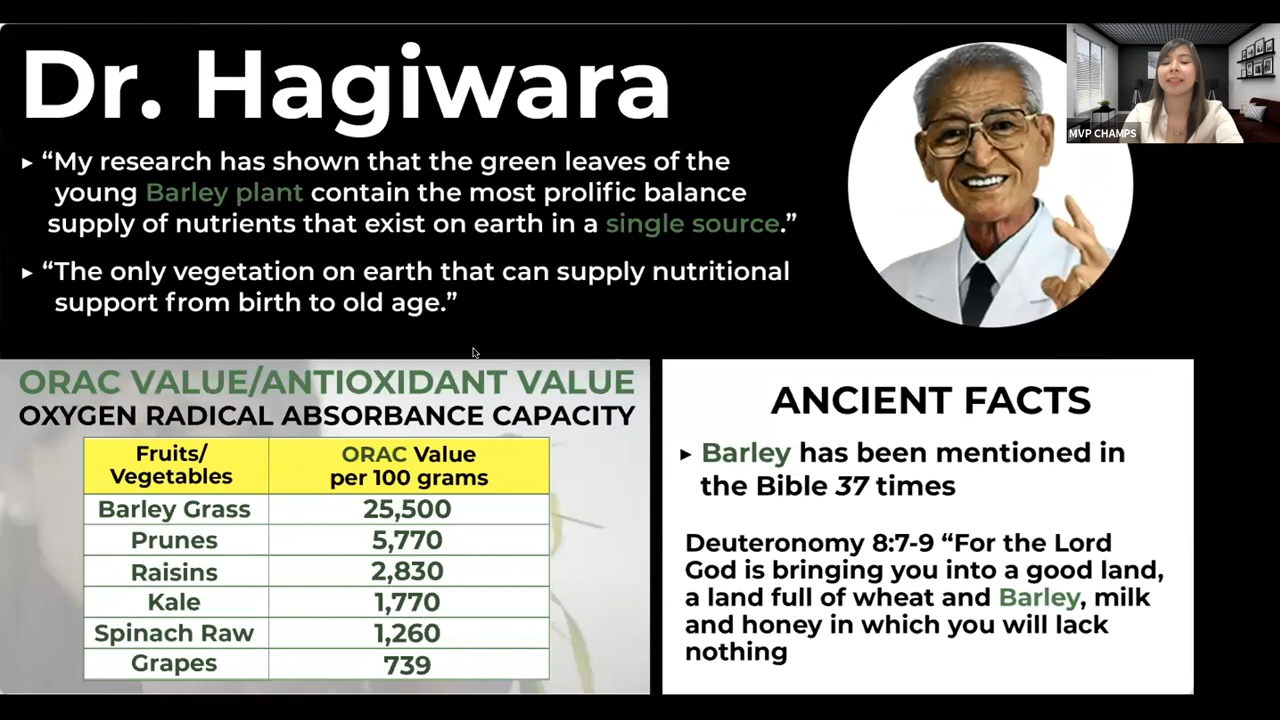 Dr. Hagiwara
MVP CHAMPS
▸ “My research has shown that the green leaves of the
young Barley plant contain the most prolific balance
supply of nutrients that exist on earth in a single source.”
▸ “The only vegetation on earth that can supply nutritional
support from birth to old age.”
ORAC VALUE/ANTIOXIDANT VALUE
OXYGEN RADICAL ABSORBANCE CAPACITY
Fruits/
Vegetables
ORAC Value
per 100 grams
Barley Grass 25,500
Prunes 5,770
Raisins 2,830
Kale 1,770
Spinach Raw 1,260
Grapes 739
ANCIENT FACTS
▸ Barley has been mentioned in
the Bible 37 times
Deuteronomy 8:7-9 “For the Lord
God is bringing you into a good land,
a land full of wheat and Barley, milk
and honey in which you will lack
nothing